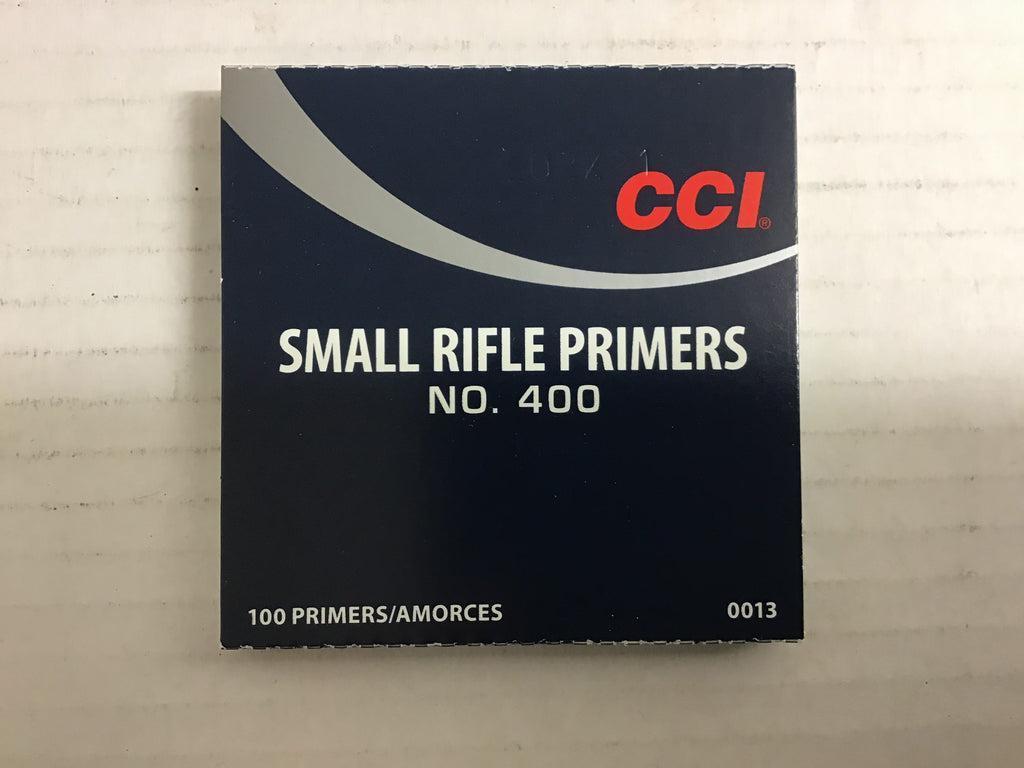 CCI®
SMALL RIFLE PRIMERS
NO. 400
100 PRIMERS/AMORCES
0013